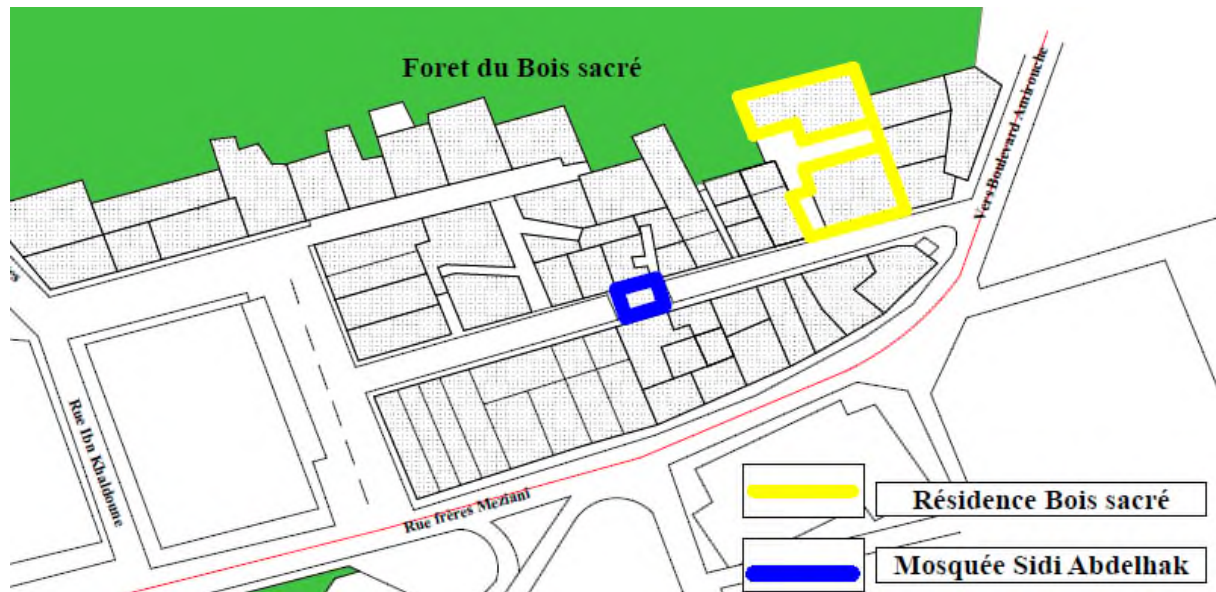 Foret du Bois sacré
Vers Boulevard Amirouche
Rue Ibn Khaldoune
Rue frères Meziani
Résidence Bois sacré
Mosquée Sidi Abdelhak